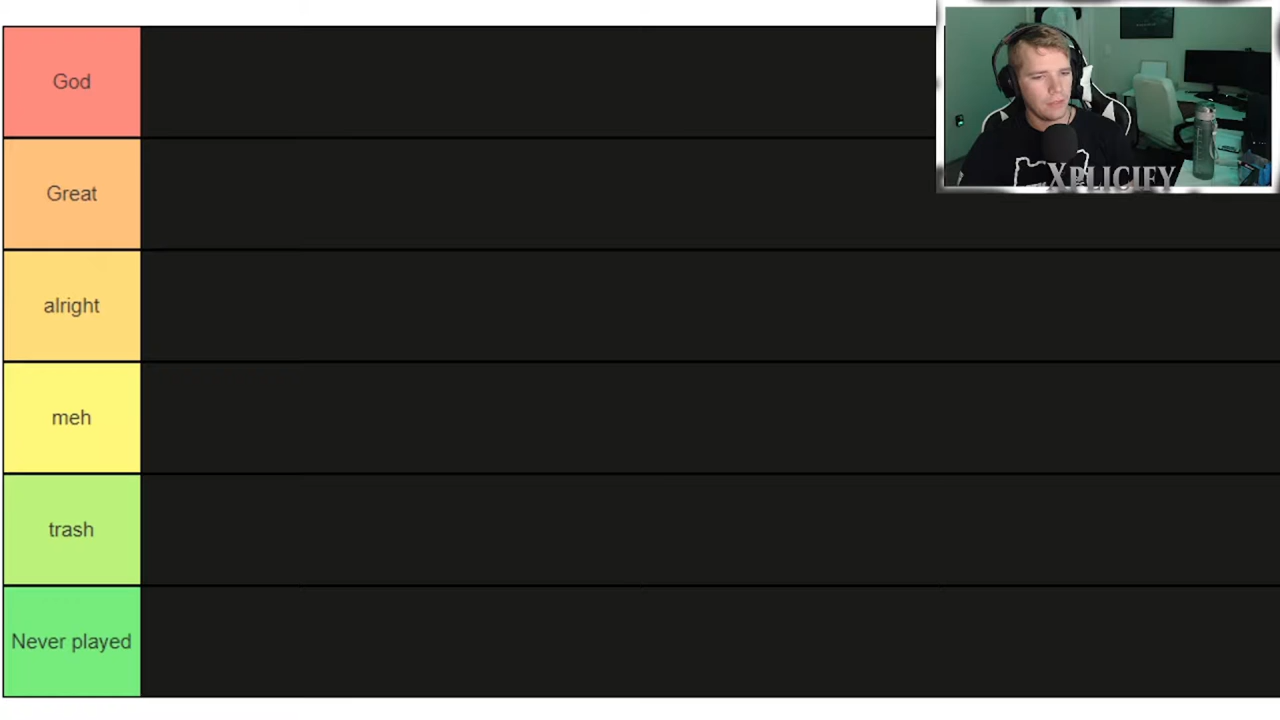 God
Great
alright
meh
trash
Never played
XPLICIFY